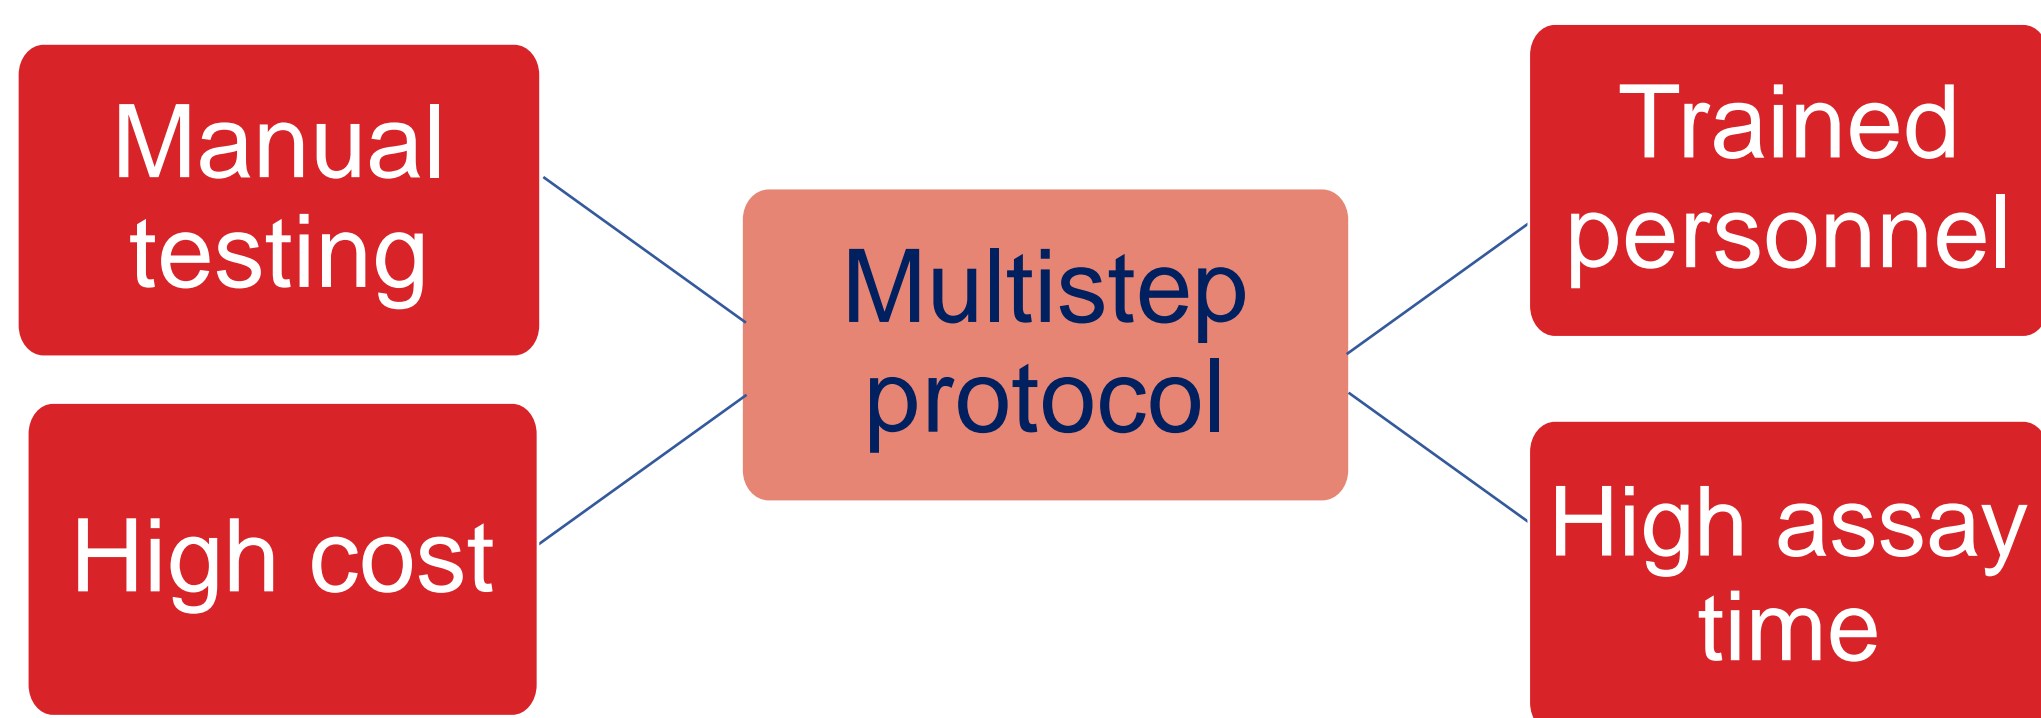 Manual
testing
High cost
Multistep
protocol
Trained
personnel
High assay
time